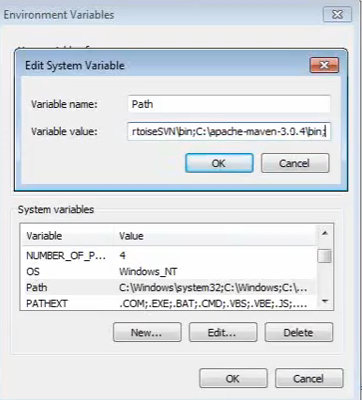 Environment Variables
Edit System Variable
Variable name: Path
Variable value: rtoiseSVN\bin;C:\apache-maven-3.0.4\bin;
OK Cancel
System variables
Variable Value
NUMBER_OF_P... 4
OS Windows_NT
Path C:\Windows\system32;C:\Windows;C:\...
PATHEXT .COM;.EXE;.BAT;.CMD;.VBS;.VBE;.JS;....
New... Edit... Delete
OK Cancel